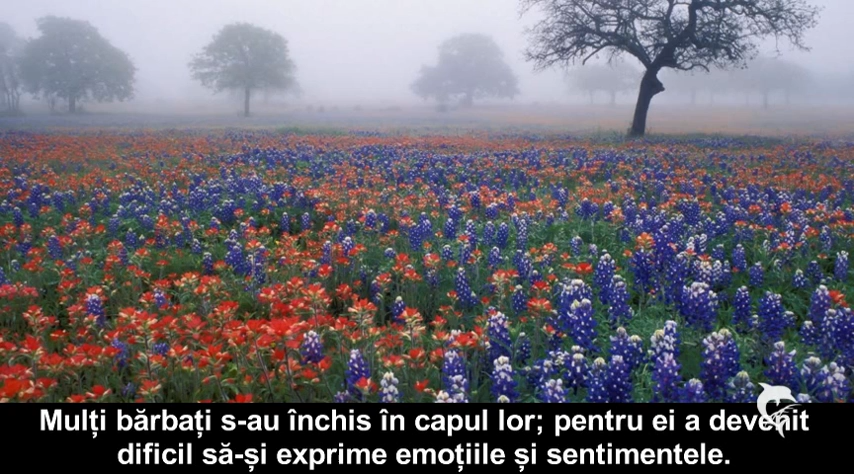 Mulți bărbați s-au închis în capul lor; pentru ei a devenit
dificil să-și exprime emoțiile și sentimentele.